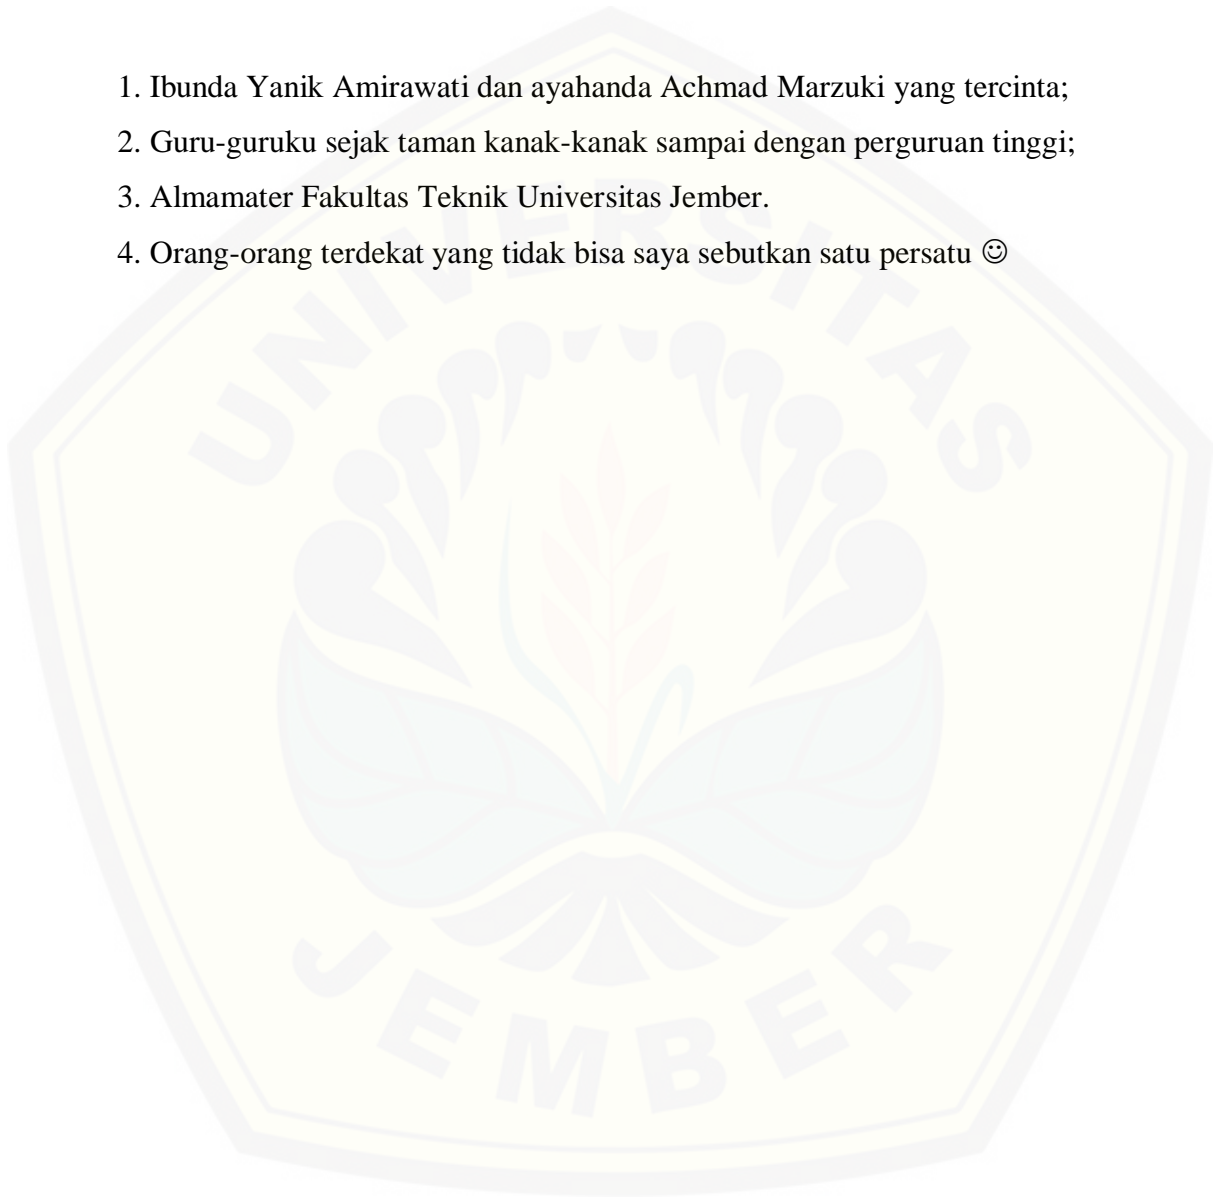 1. Ibunda Yanik Amirawati dan ayahanda Achmad Marzuki yang tercinta;
2. Guru-guruku sejak taman kanak-kanak sampai dengan perguruan tinggi;
3. Almamater Fakultas Teknik Universitas Jember.
4. Orang-orang terdekat yang tidak bisa saya sebutkan satu persatu ☺
UNIVERSITAS
JEMBER